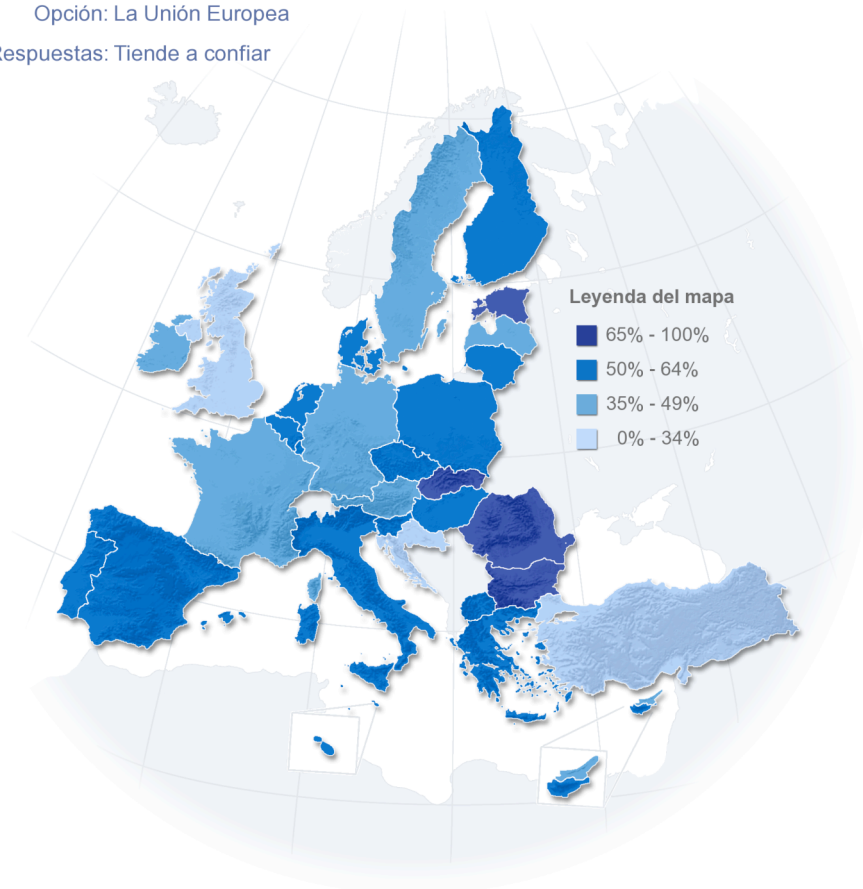 Opción: La Unión Europea
Respuestas: Tiende a confiar
Leyenda del mapa
65% - 100%
50% - 64%
35% - 49%
0% - 34%